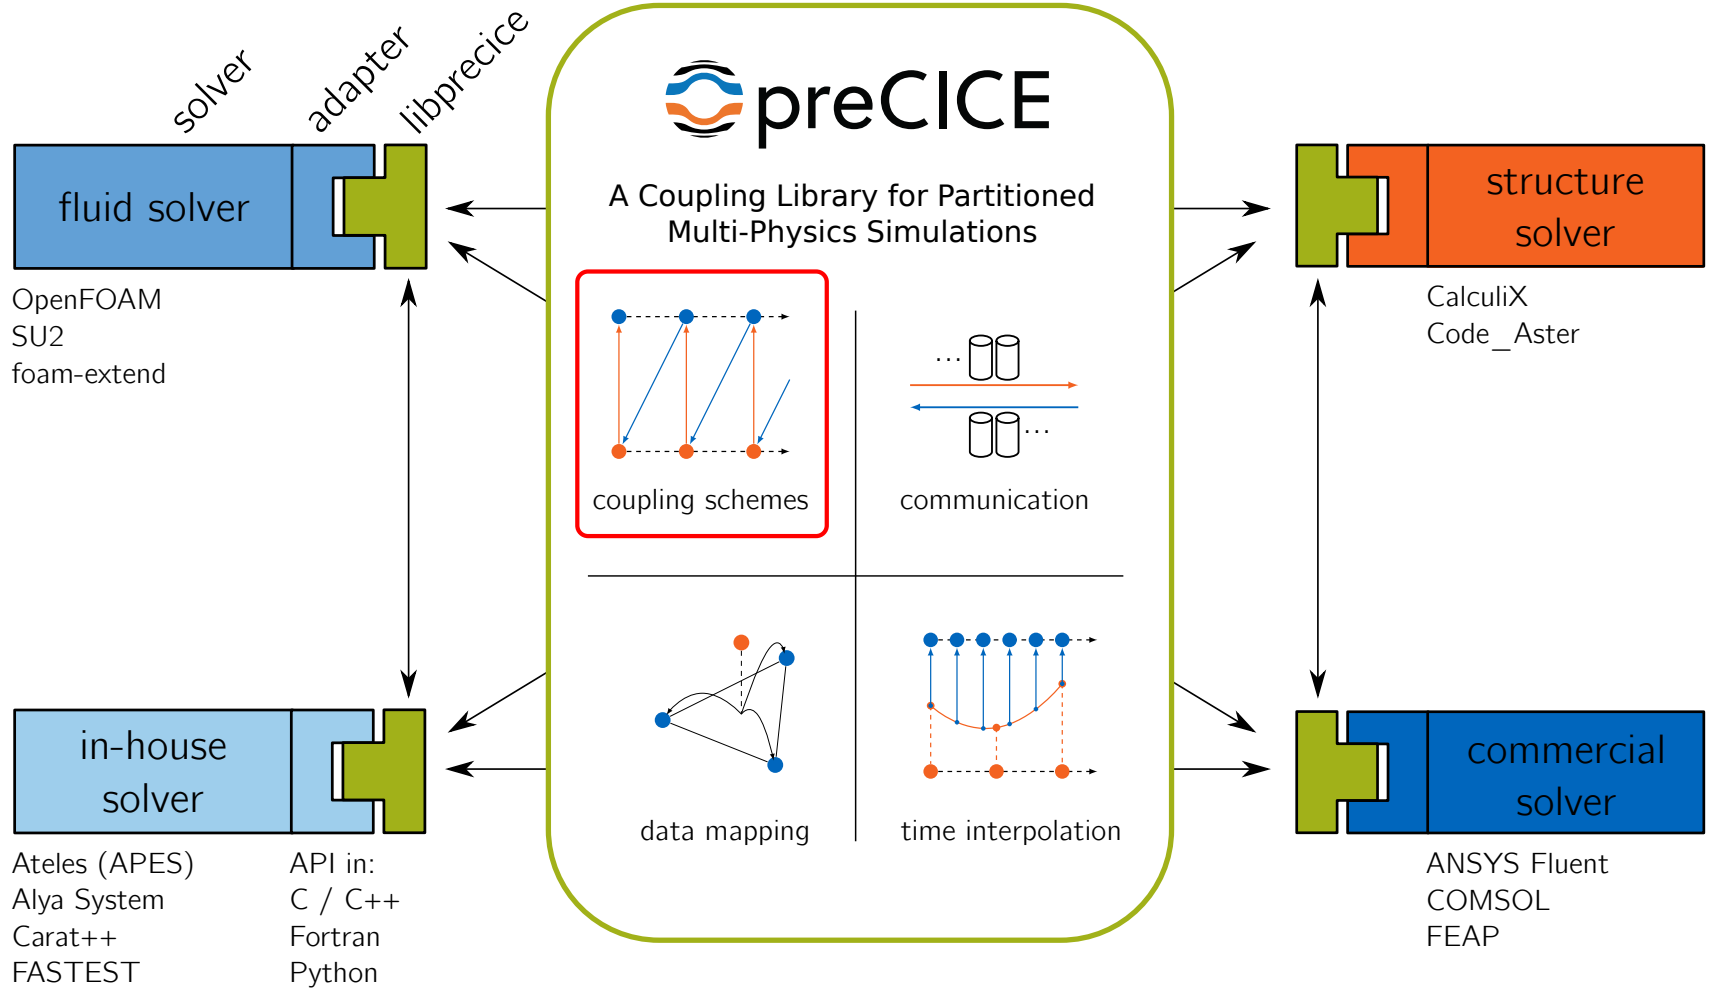 solver
adapter
libprecice
preCICE
A Coupling Library for Partitioned
Multi-Physics Simulations
fluid solver
OpenFOAM
SU2
foam-extend
structure
solver
CalculiX
Code_Aster
...
...
coupling schemes
communication
data mapping
time interpolation
in-house
solver
Ateles (APES)
Alya System
Carat++
FASTEST
API in:
C / C++
Fortran
Python
commercial
solver
ANSYS Fluent
COMSOL
FEAP